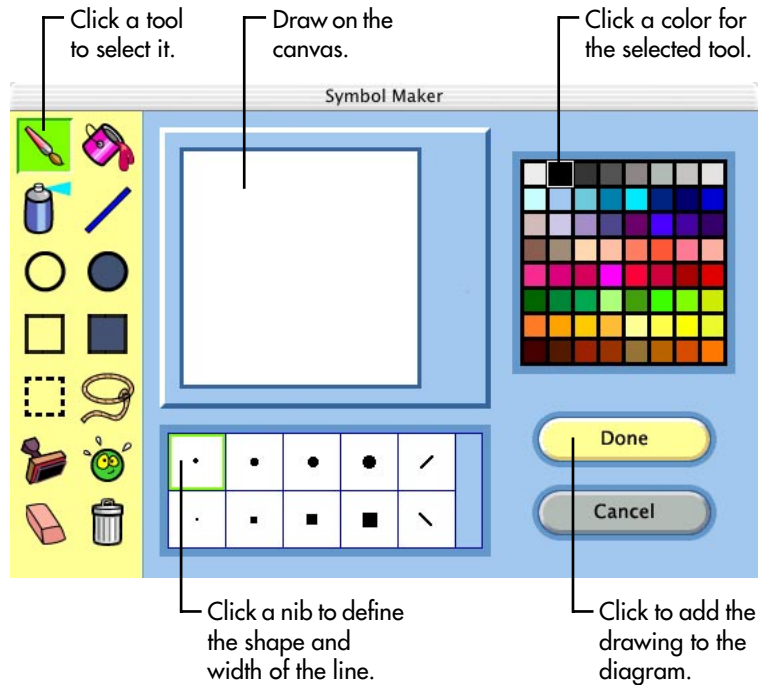 Click a tool
to select it.
Draw on the
canvas.
Click a color for
the selected tool.
Symbol Maker
Done
Cancel
Click a nib to define
the shape and
width of the line.
Click to add the
drawing to the
diagram.